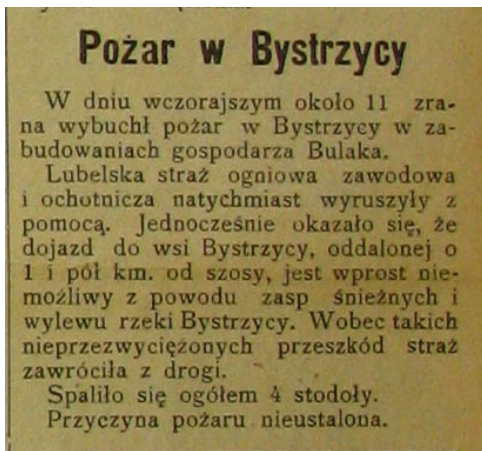 Pożar w Bystrzycy
W dniu wczorajszym około 11 zra-
na wybuchł pożar w Bystrzycy w za-
budowaniach gospodarza Bulaka.
Lubelska straż ogniowa zawodowa
i ochotnicza natychmiast wyruszyły z
pomocą. Jednocześnie okazało się, że
dojazd do wsi Bystrzycy, oddalonej o
1 i pół km. od szosy, jest wprost nie-
możliwy z powodu zasp śnieżnych i
wylewu rzeki Bystrzycy. Wobec takich
nieprzezwyciężonych przeszkód straż
zawróciła z drogi.
Spaliło się ogółem 4 stodoły.
Przyczyna pożaru nieustalona.